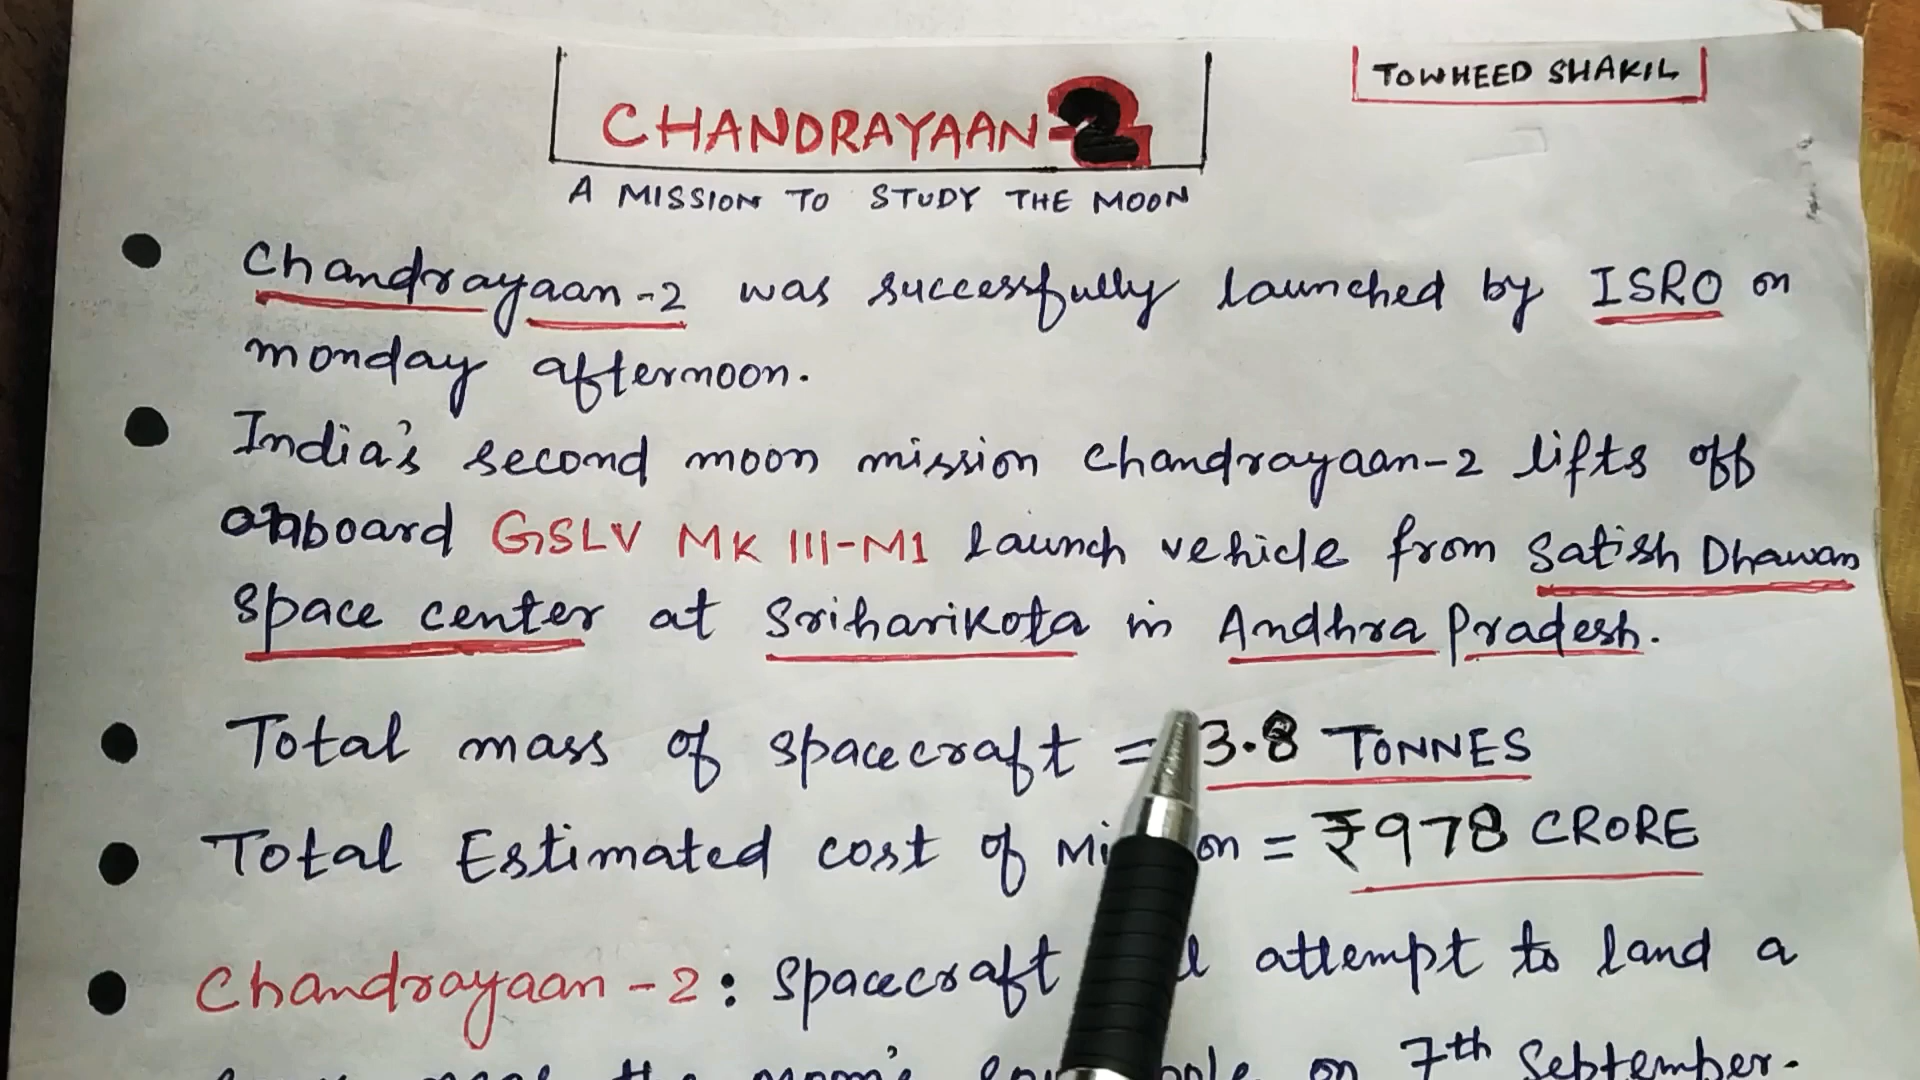 TOWHEED SHAKIL
CHANDRAYAAN-2
A MISSION TO STUDY THE MOON
Chandrayaan-2 was successfully launched by ISRO on
monday afternoon.
India's second moon mission Chandrayaan-2 lifts off
onboard GSLV MK III-M1 launch vehicle from Satish Dhawan
space center at Sriharikota in Andhra Pradesh.
Total mass of spacecraft = 3.8 TONNES
Total Estimated cost of = ₹978 CRORE
Chandrayaan-2: spacecraft attempt to land a
the moon's on 7th September.